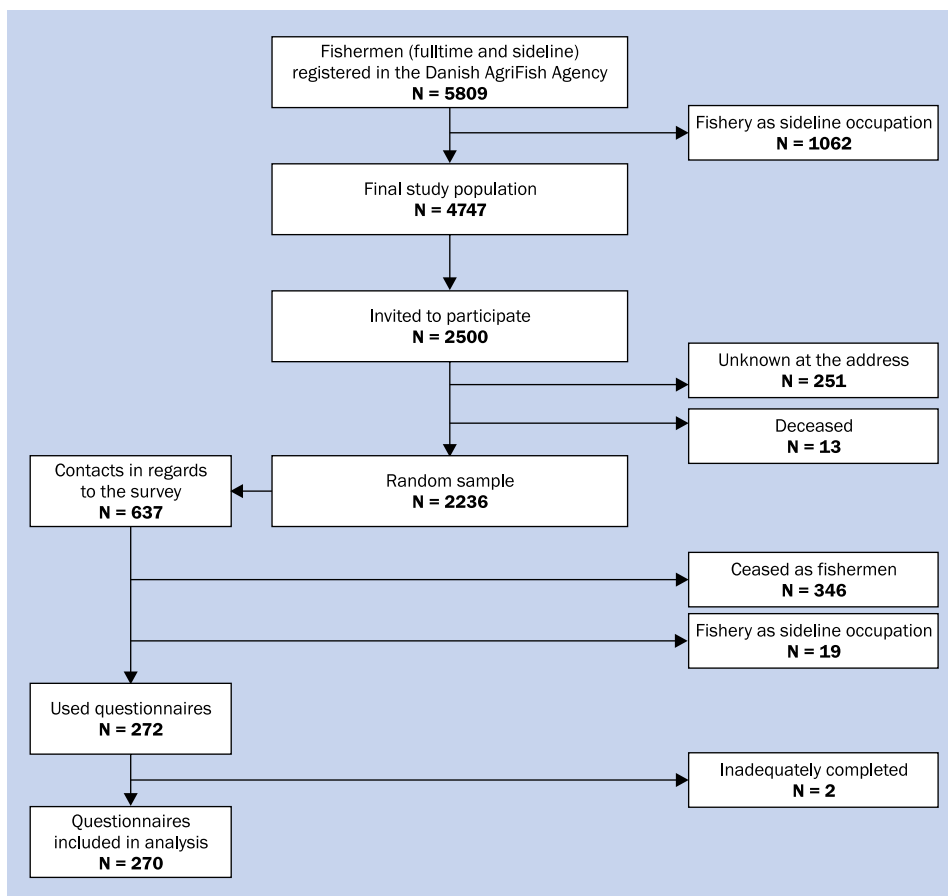 Fishermen (fulltime and sideline)
registered in the Danish AgriFish Agency
N = 5809
Fishery as sideline occupation
N = 1062
Final study population
N = 4747
Invited to participate
N = 2500
Unknown at the address
N = 251
Deceased
N = 13
Contacts in regards
to the survey
N = 637
Random sample
N = 2236
Ceased as fishermen
N = 346
Fishery as sideline occupation
N = 19
Used questionnaires
N = 272
Inadequately completed
N = 2
Questionnaires
included in analysis
N = 270